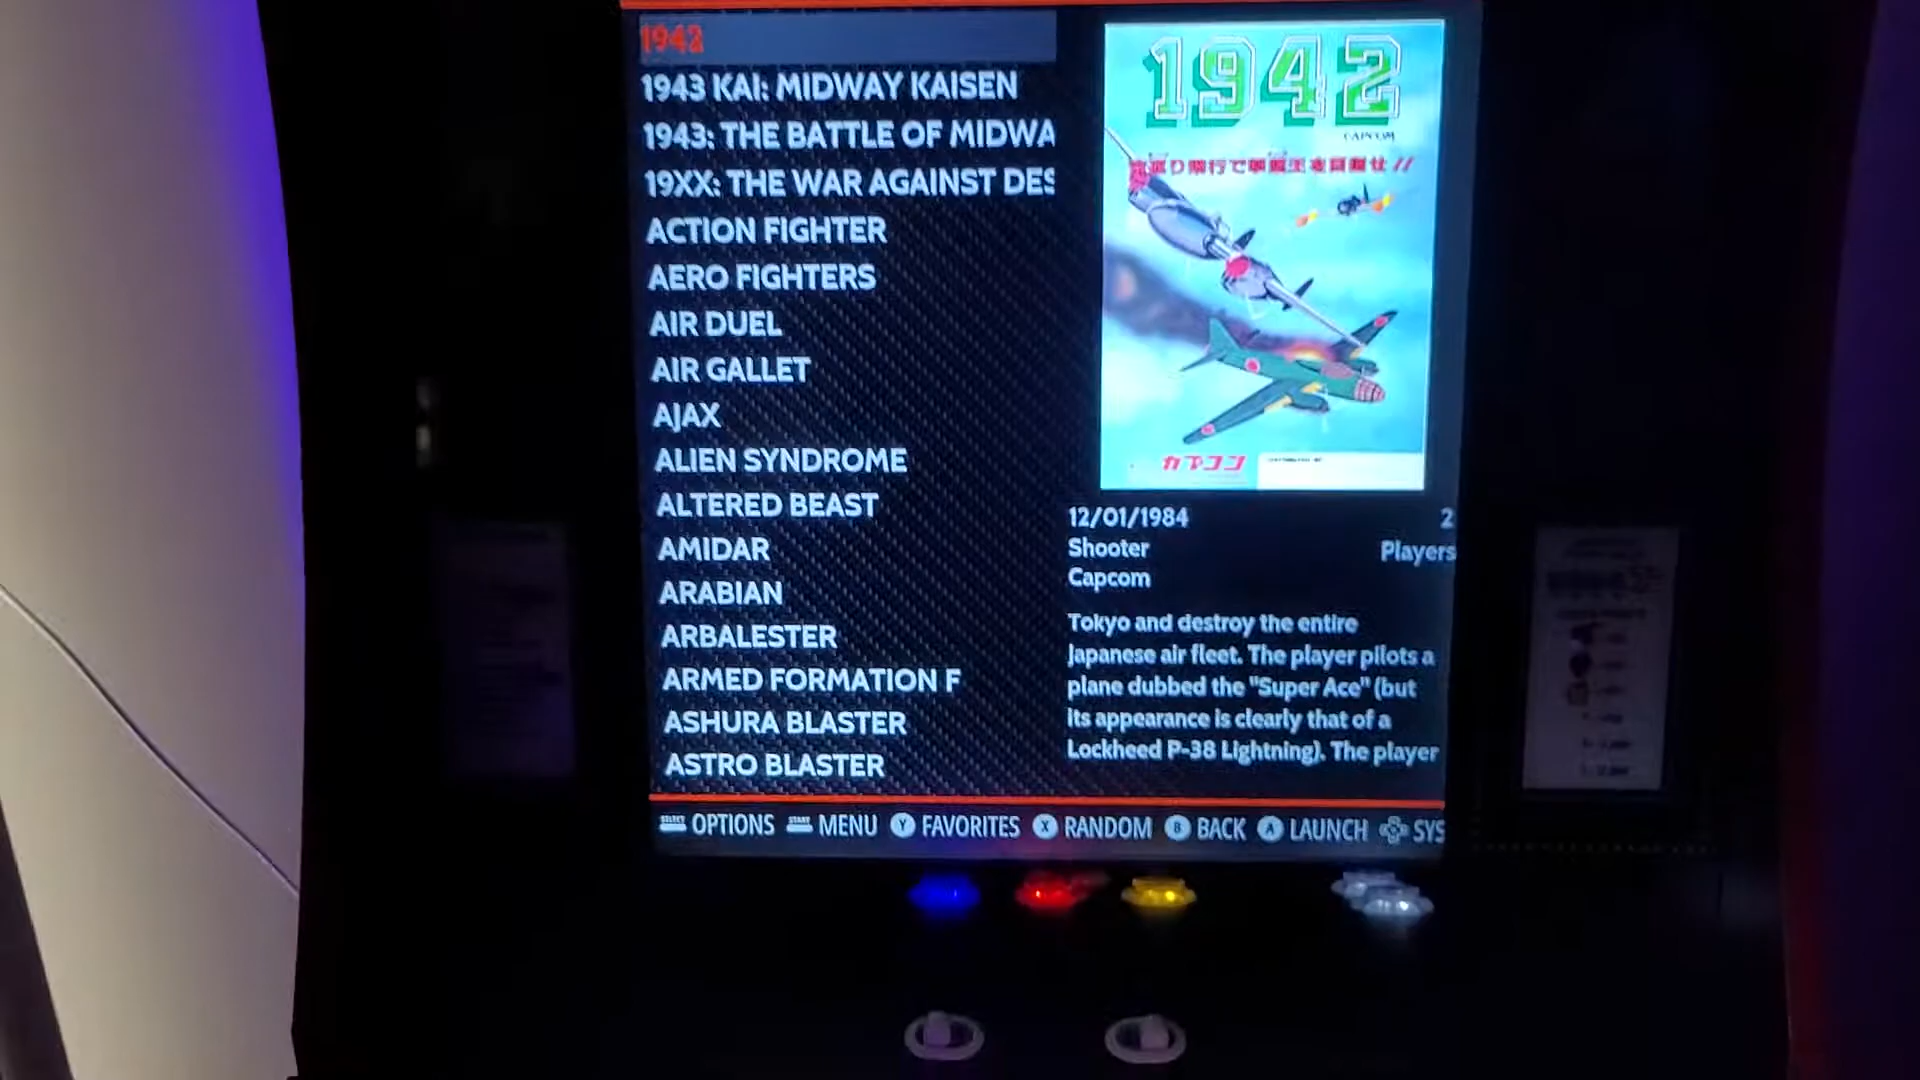 1942
1943 KAI: MIDWAY KAISEN
1943: THE BATTLE OF MIDWA
19XX: THE WAR AGAINST DES
ACTION FIGHTER
AERO FIGHTERS
AIR DUEL
AIR GALLET
AJAX
ALIEN SYNDROME
ALTERED BEAST
AMIDAR
ARABIAN
ARBALESTER
ARMED FORMATION F
ASHURA BLASTER
ASTRO BLASTER
1942
CAPCOM
カプコン
12/01/1984
2
Shooter
Players
Capcom
Tokyo and destroy the entire
Japanese air fleet. The player pilots a
plane dubbed the "Super Ace" (but
its appearance is clearly that of a
Lockheed P-38 Lightning). The player
SELECT OPTIONS START MENU Y FAVORITES X RANDOM B BACK A LAUNCH SYS